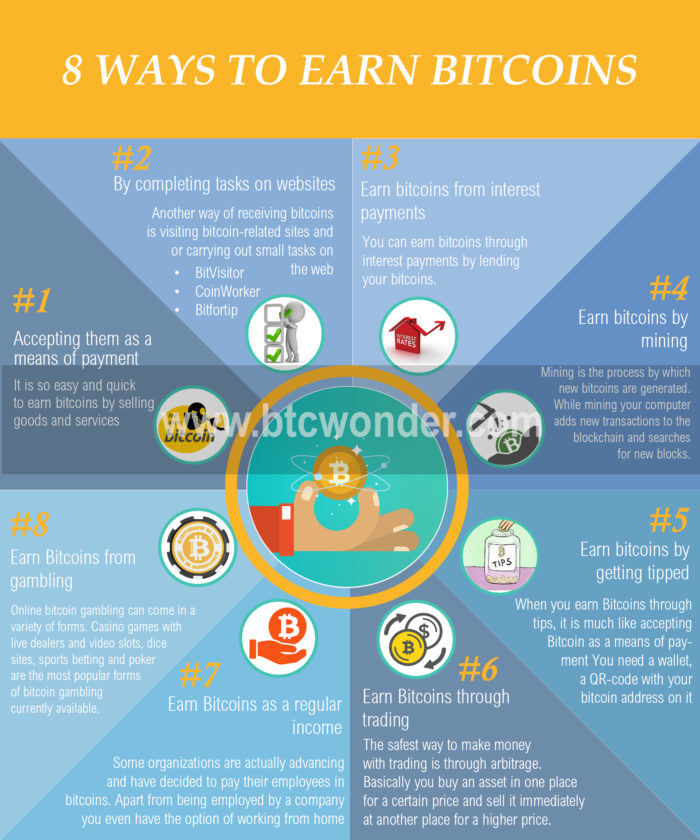 8 WAYS TO EARN BITCOINS
#1
Accepting them as a
means of payment
It is so easy and quick
to earn bitcoins by selling
goods and services
bitcoin
#2
By completing tasks on websites
Another way of receiving bitcoins
is visiting bitcoin-related sites and
or carrying out small tasks on
the web
• BitVisitor
• CoinWorker
• Bitfortip
#3
Earn bitcoins from interest
payments
You can earn bitcoins through
interest payments by lending
your bitcoins.
INTEREST
RATES
#4
Earn bitcoins by
mining
Mining is the process by which
new bitcoins are generated.
While mining your computer
adds new transactions to the
blockchain and searches
for new blocks.
www.btcwonder.com
#5
Earn bitcoins by
getting tipped
TIPS
When you earn Bitcoins through
tips, it is much like accepting
Bitcoin as a means of pay-
ment You need a wallet,
a QR-code with your
bitcoin address on it
#6
Earn Bitcoins through
trading
The safest way to make money
with trading is through arbitrage.
Basically you buy an asset in one place
for a certain price and sell it immediately
at another place for a higher price.
#7
Earn Bitcoins as a regular
income
Some organizations are actually advancing
and have decided to pay their employees in
bitcoins. Apart from being employed by a company
you even have the option of working from home
#8
Earn Bitcoins from
gambling
Online bitcoin gambling can come in a
variety of forms. Casino games with
live dealers and video slots, dice
sites, sports betting and poker
are the most popular forms
of bitcoin gambling
currently available.